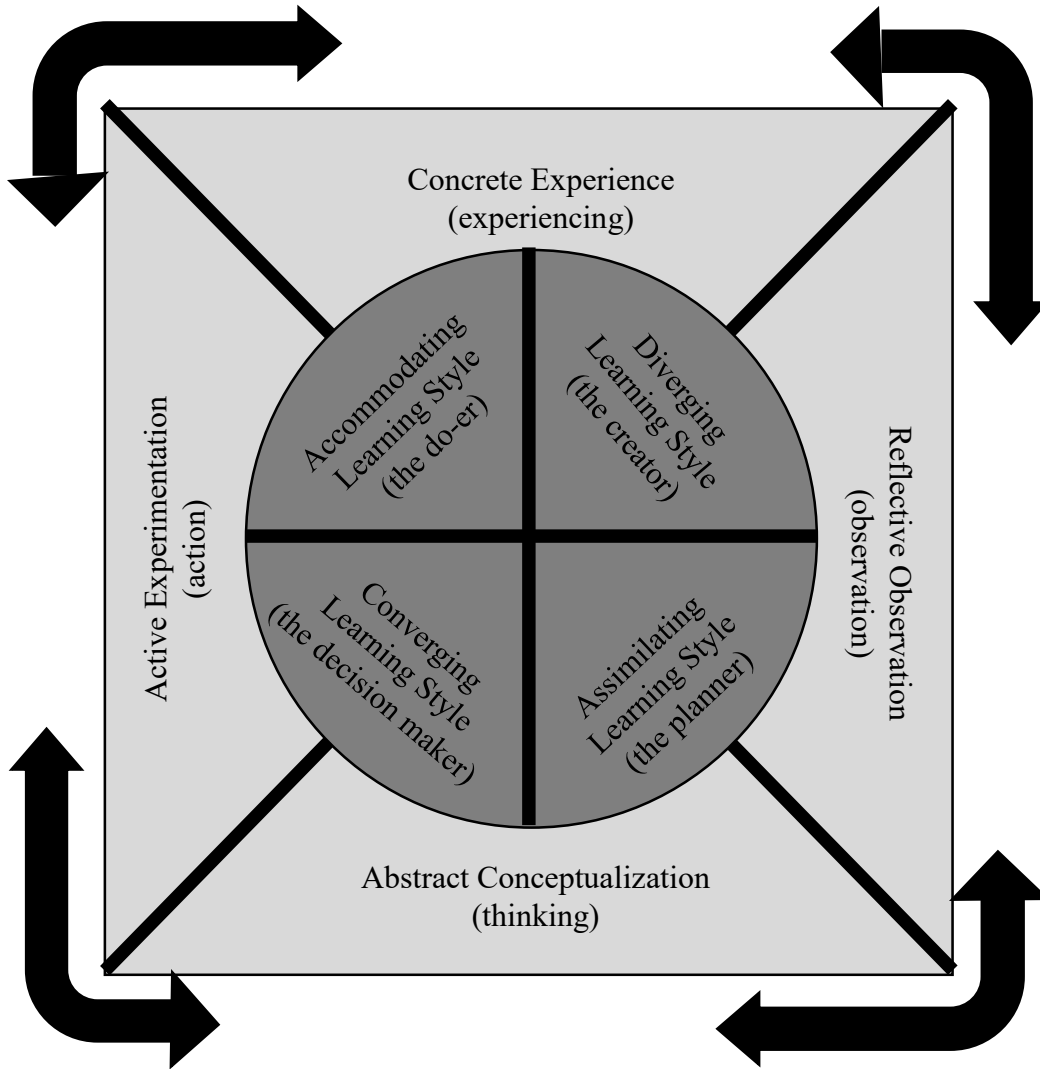 Concrete Experience
(experiencing)
Accommodating
Learning Style
(the do-er)
Diverging
Learning Style
(the creator)
Active Experimentation
(action)
Reflective Observation
(observation)
Converging
Learning Style
(the decision maker)
Assimilating
Learning Style
(the planner)
Abstract Conceptualization
(thinking)